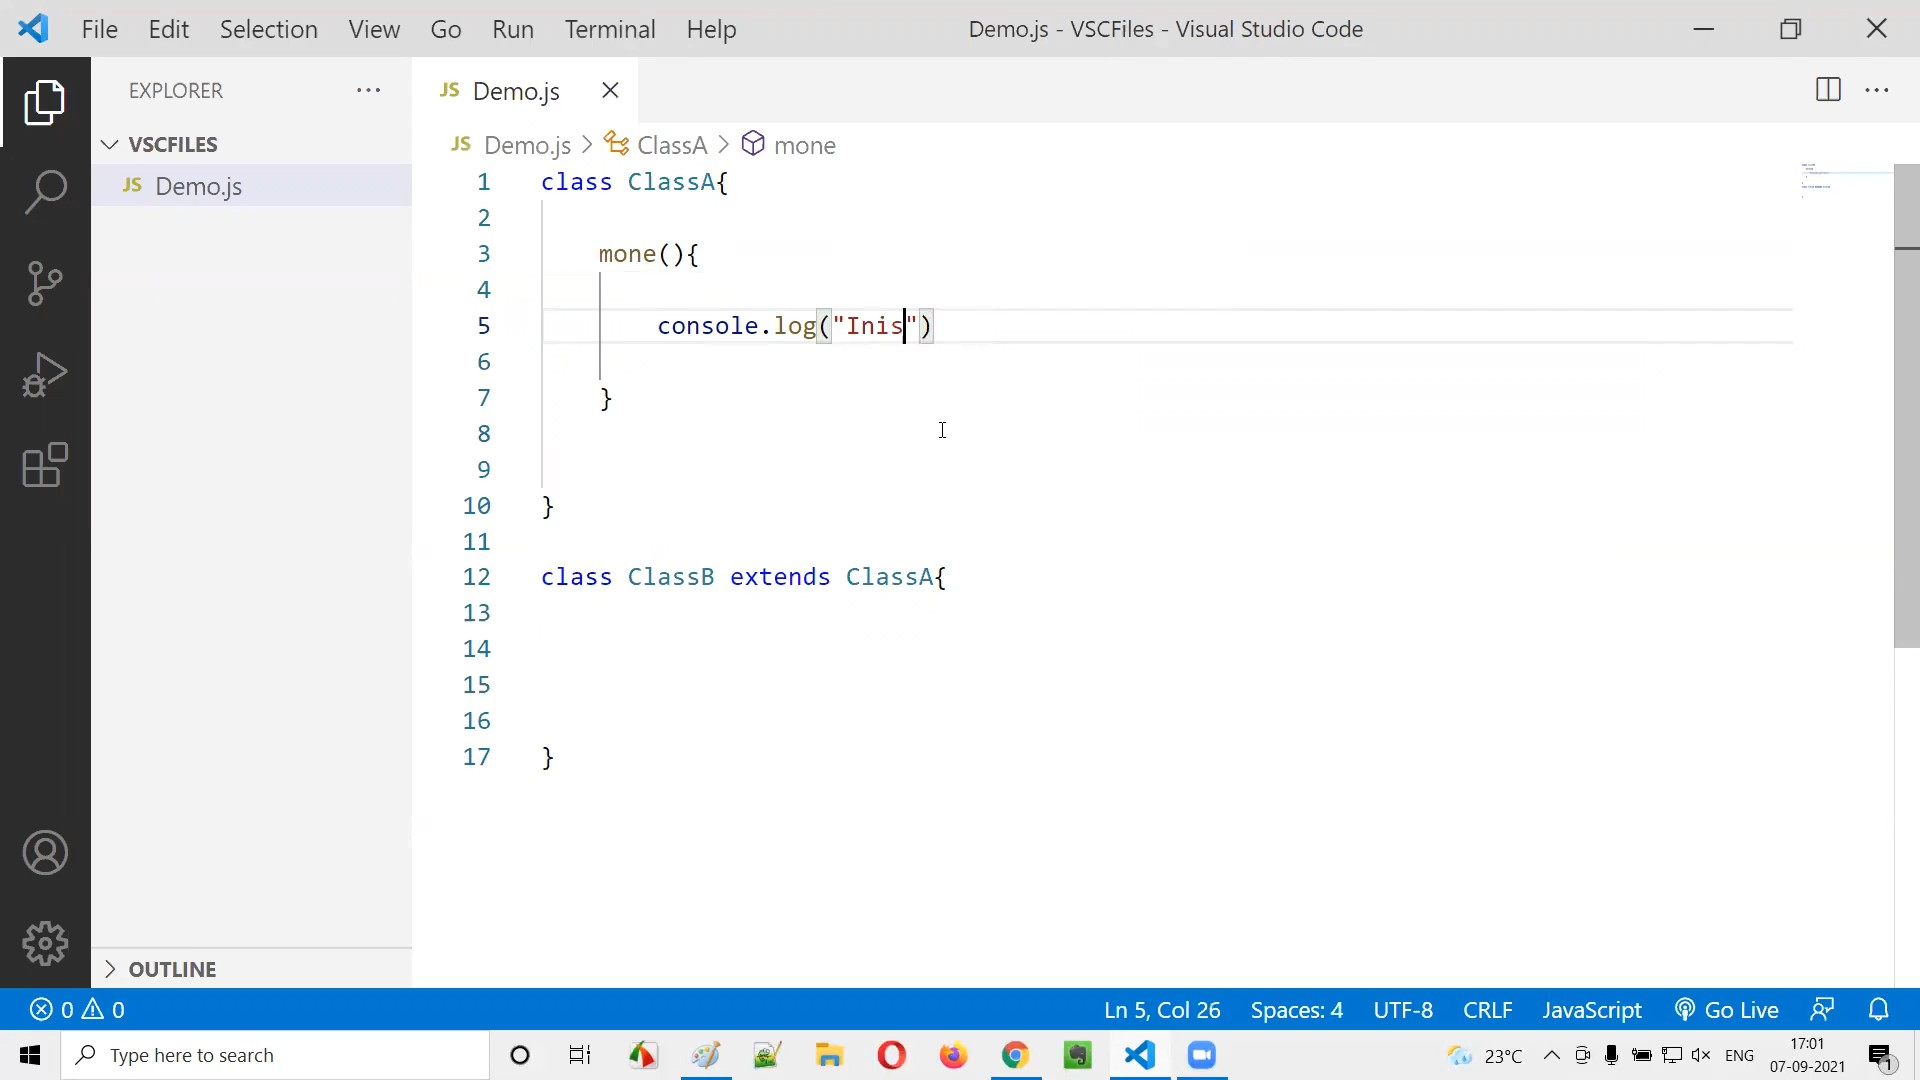 File Edit Selection View Go Run Terminal Help
Demo.js - VSCFiles - Visual Studio Code
EXPLORER
VSCFILES
JS Demo.js
OUTLINE
JS Demo.js
JS Demo.js > ClassA > mone
1 class ClassA{
2
3 mone(){
4
5 console.log("Inis")
6
7 }
8
9
10 }
11
12 class ClassB extends ClassA{
13
14
15
16
17 }
0 0
Ln 5, Col 26 Spaces: 4 UTF-8 CRLF JavaScript Go Live
Type here to search
23°C ENG
17:01
07-09-2021
1